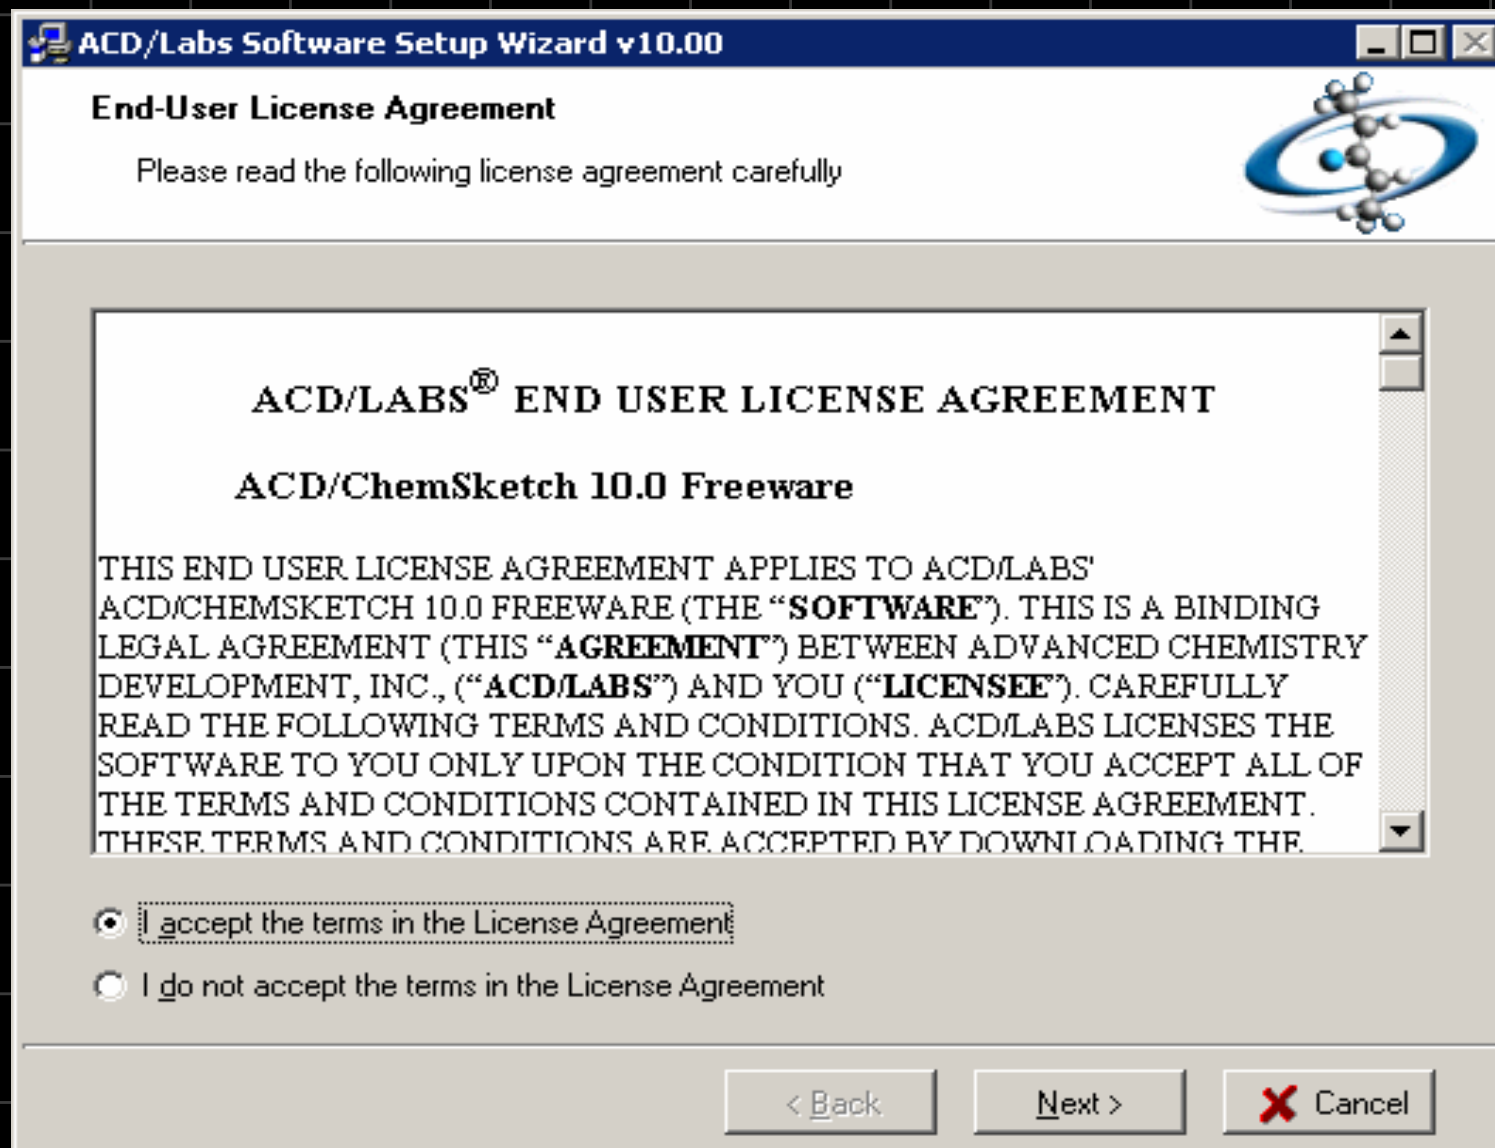 ACD/Labs Software Setup Wizard v10.00
End-User License Agreement
Please read the following license agreement carefully
ACD/LABS® END USER LICENSE AGREEMENT
ACD/ChemSketch 10.0 Freeware
THIS END USER LICENSE AGREEMENT APPLIES TO ACD/LABS'
ACD/CHEMSKETCH 10.0 FREEWARE (THE “SOFTWARE”). THIS IS A BINDING
LEGAL AGREEMENT (THIS “AGREEMENT”) BETWEEN ADVANCED CHEMISTRY
DEVELOPMENT, INC., (“ACD/LABS”) AND YOU (“LICENSEE”). CAREFULLY
READ THE FOLLOWING TERMS AND CONDITIONS. ACD/LABS LICENSES THE
SOFTWARE TO YOU ONLY UPON THE CONDITION THAT YOU ACCEPT ALL OF
THE TERMS AND CONDITIONS CONTAINED IN THIS LICENSE AGREEMENT.
THESE TERMS AND CONDITIONS ARE ACCEPTED BY DOWNLOADING THE
I accept the terms in the License Agreement
I do not accept the terms in the License Agreement
< Back Next > Cancel